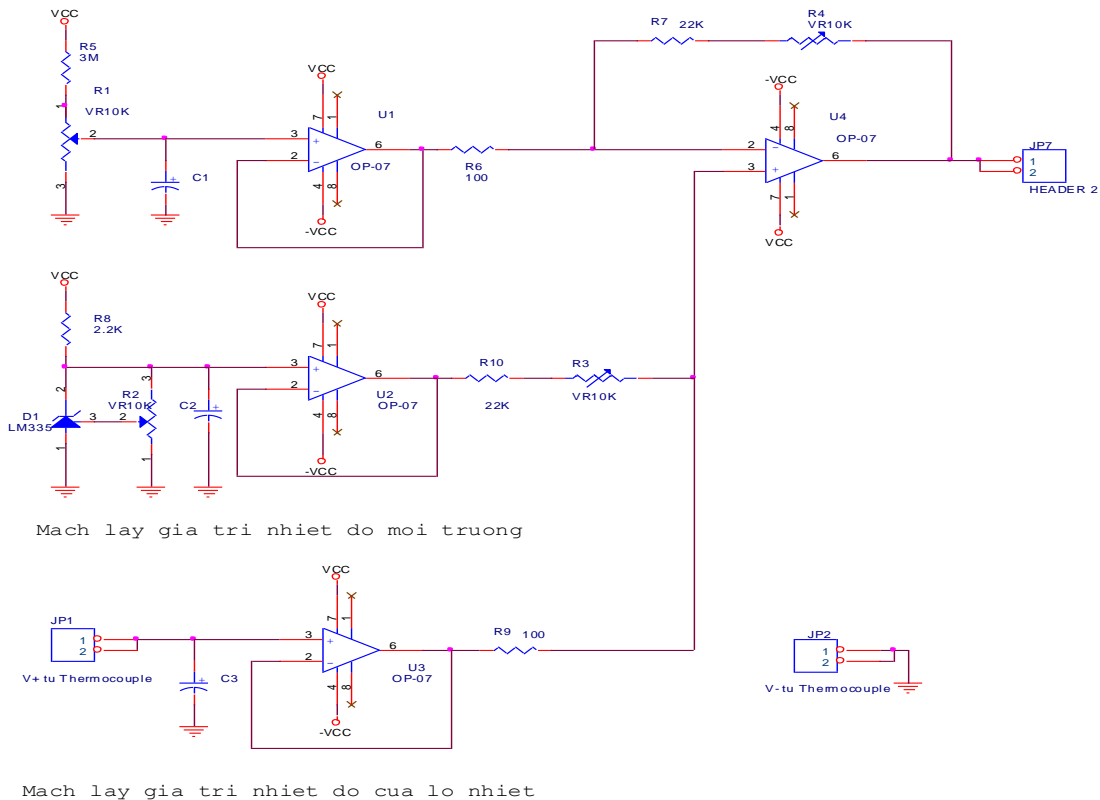 VCC
R5
3M
R1
VR10K
1
2
3
C1
+
VCC
7
1
U1
3
+
2
−
6
OP-07
4
8
-VCC
R6
100
R7 22K
R4
VR10K
-VCC
4
8
U4
OP-07
2
−
3
+
6
7
1
VCC
JP7
1
2
HEADER 2
VCC
R8
2.2K
2
D1
LM335
3
1
R2
VR10K
3
2
1
C2
+
VCC
7
1
3
+
2
−
6
U2
OP-07
4
8
-VCC
R10
22K
R3
VR10K
Mach lay gia tri nhiet do moi truong
JP1
1
2
V+ tu Thermocouple
C3
+
VCC
7
1
3
+
2
−
6
U3
OP-07
4
8
-VCC
R9 100
JP2
1
2
V- tu Thermocouple
Mach lay gia tri nhiet do cua lo nhiet